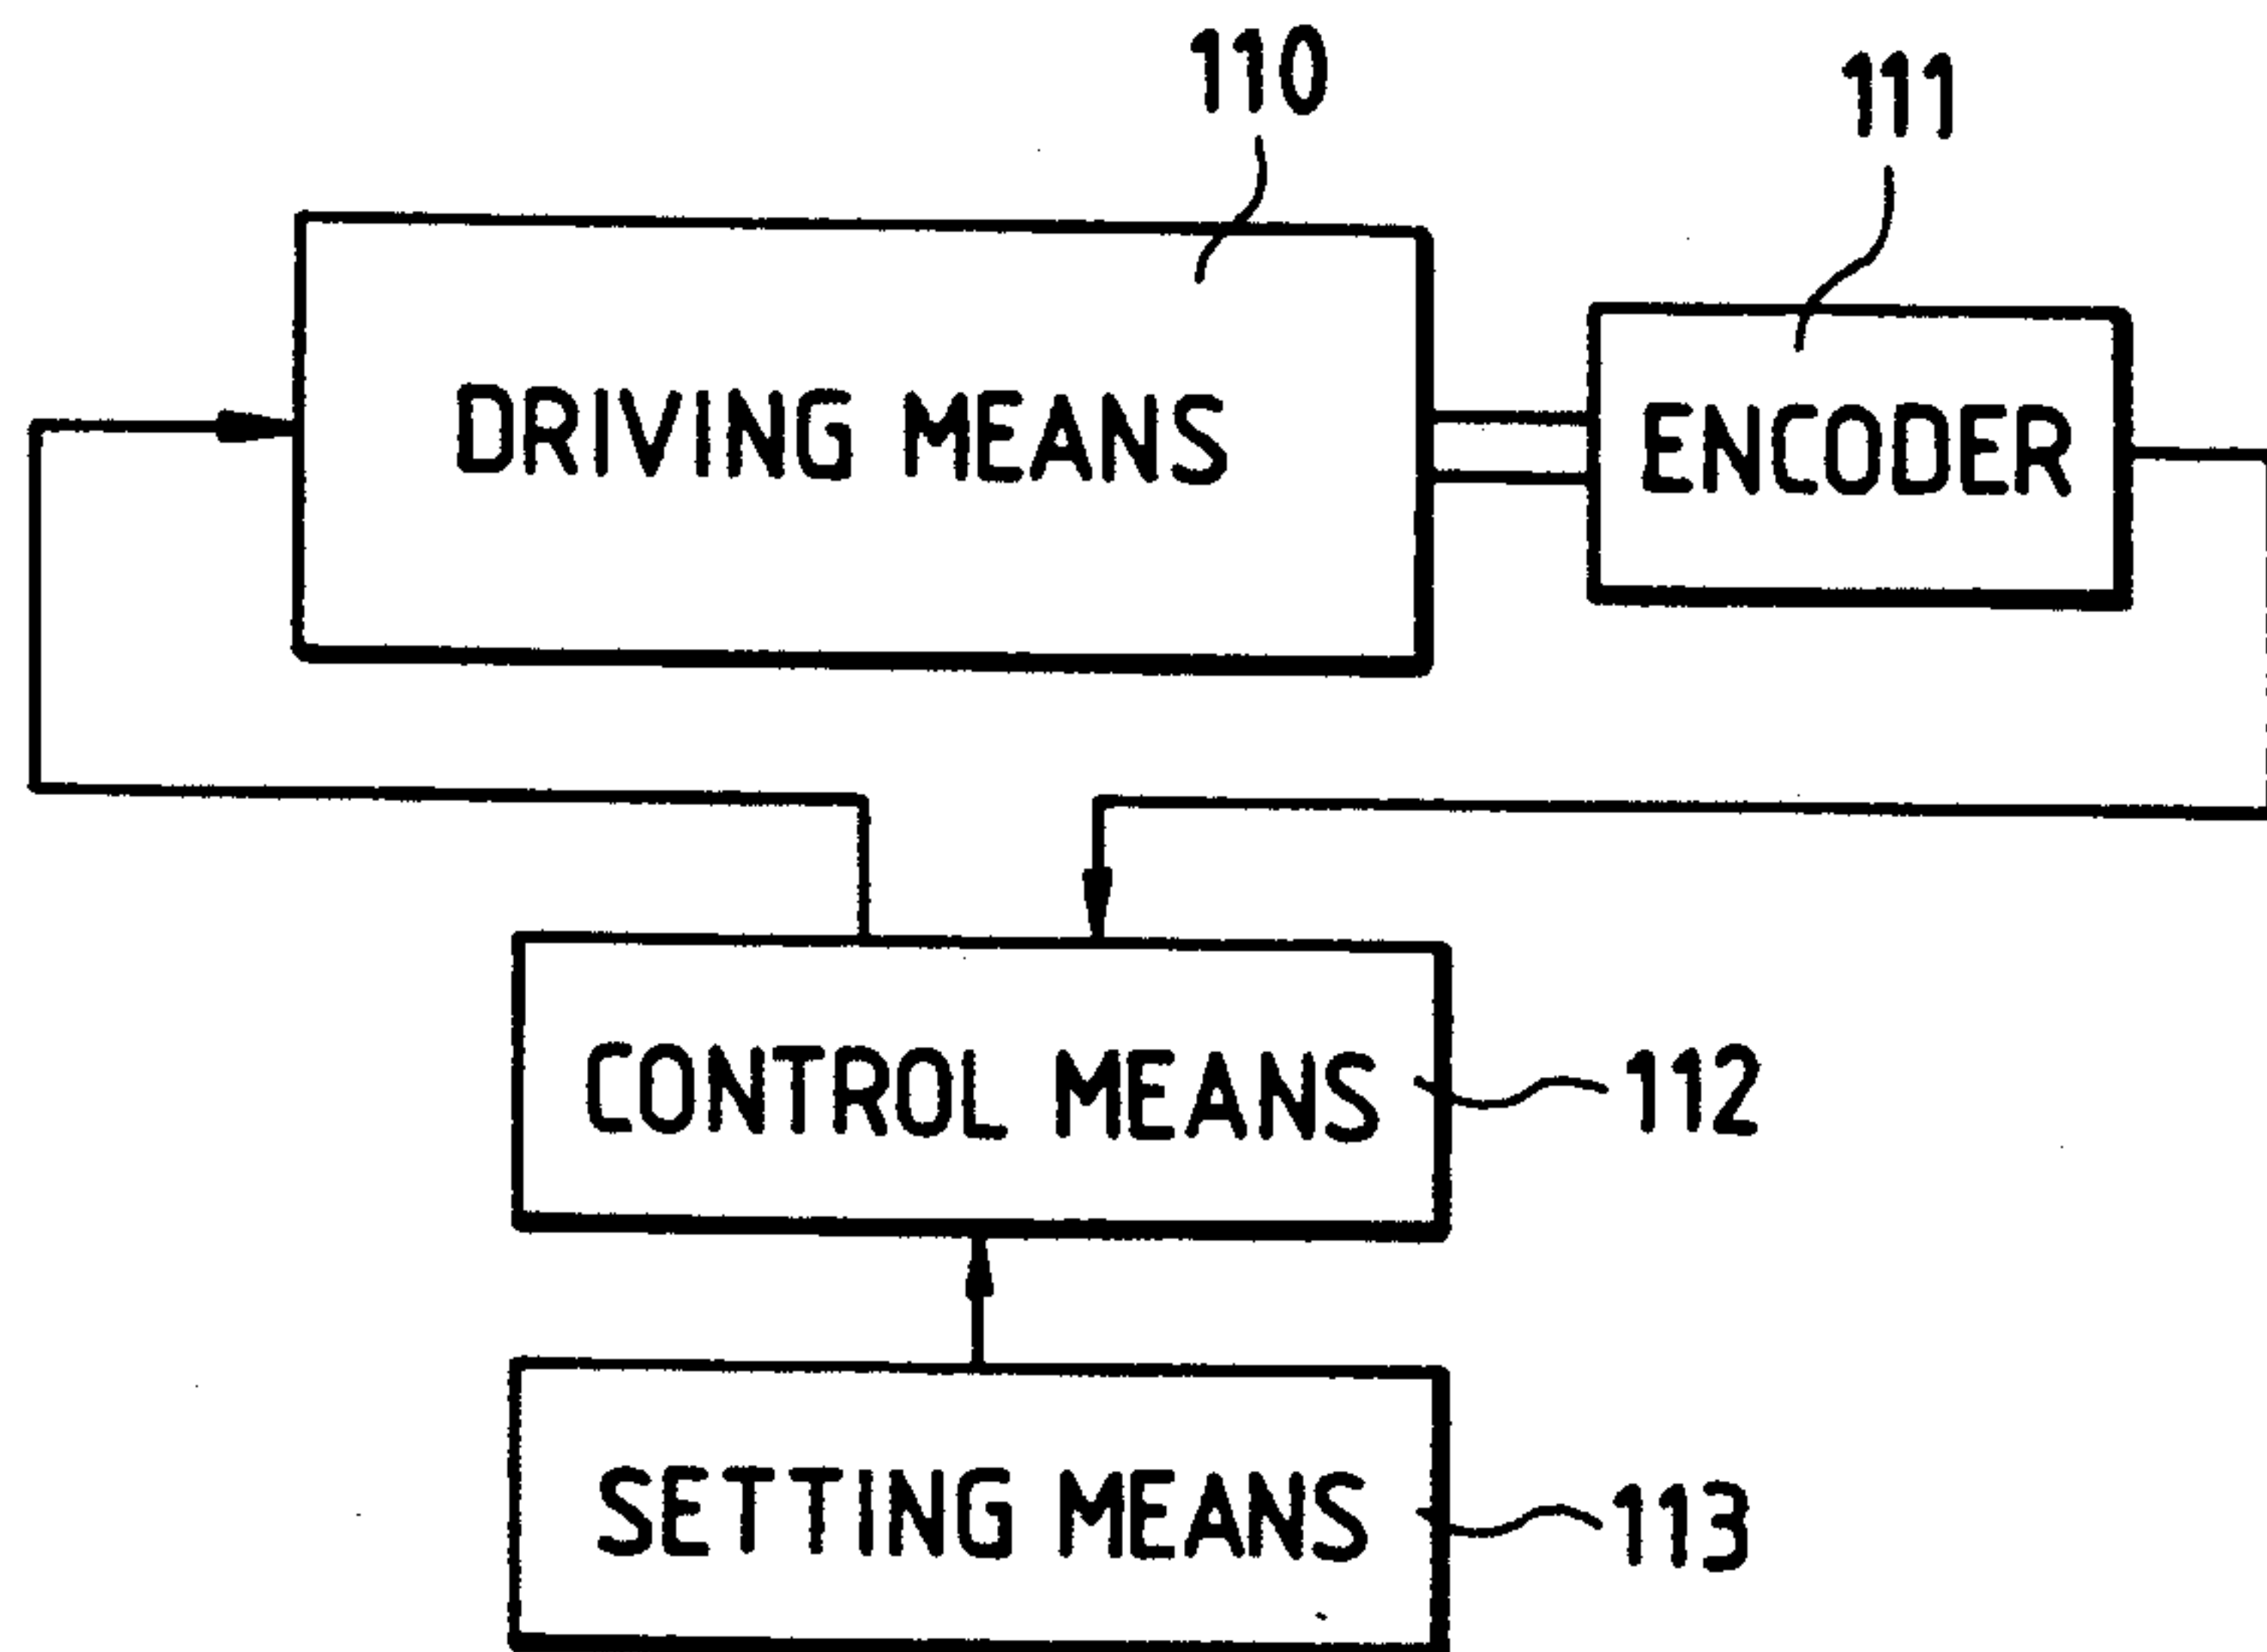 110
111
DRIVING MEANS
ENCODER
CONTROL MEANS
112
SETTING MEANS
113